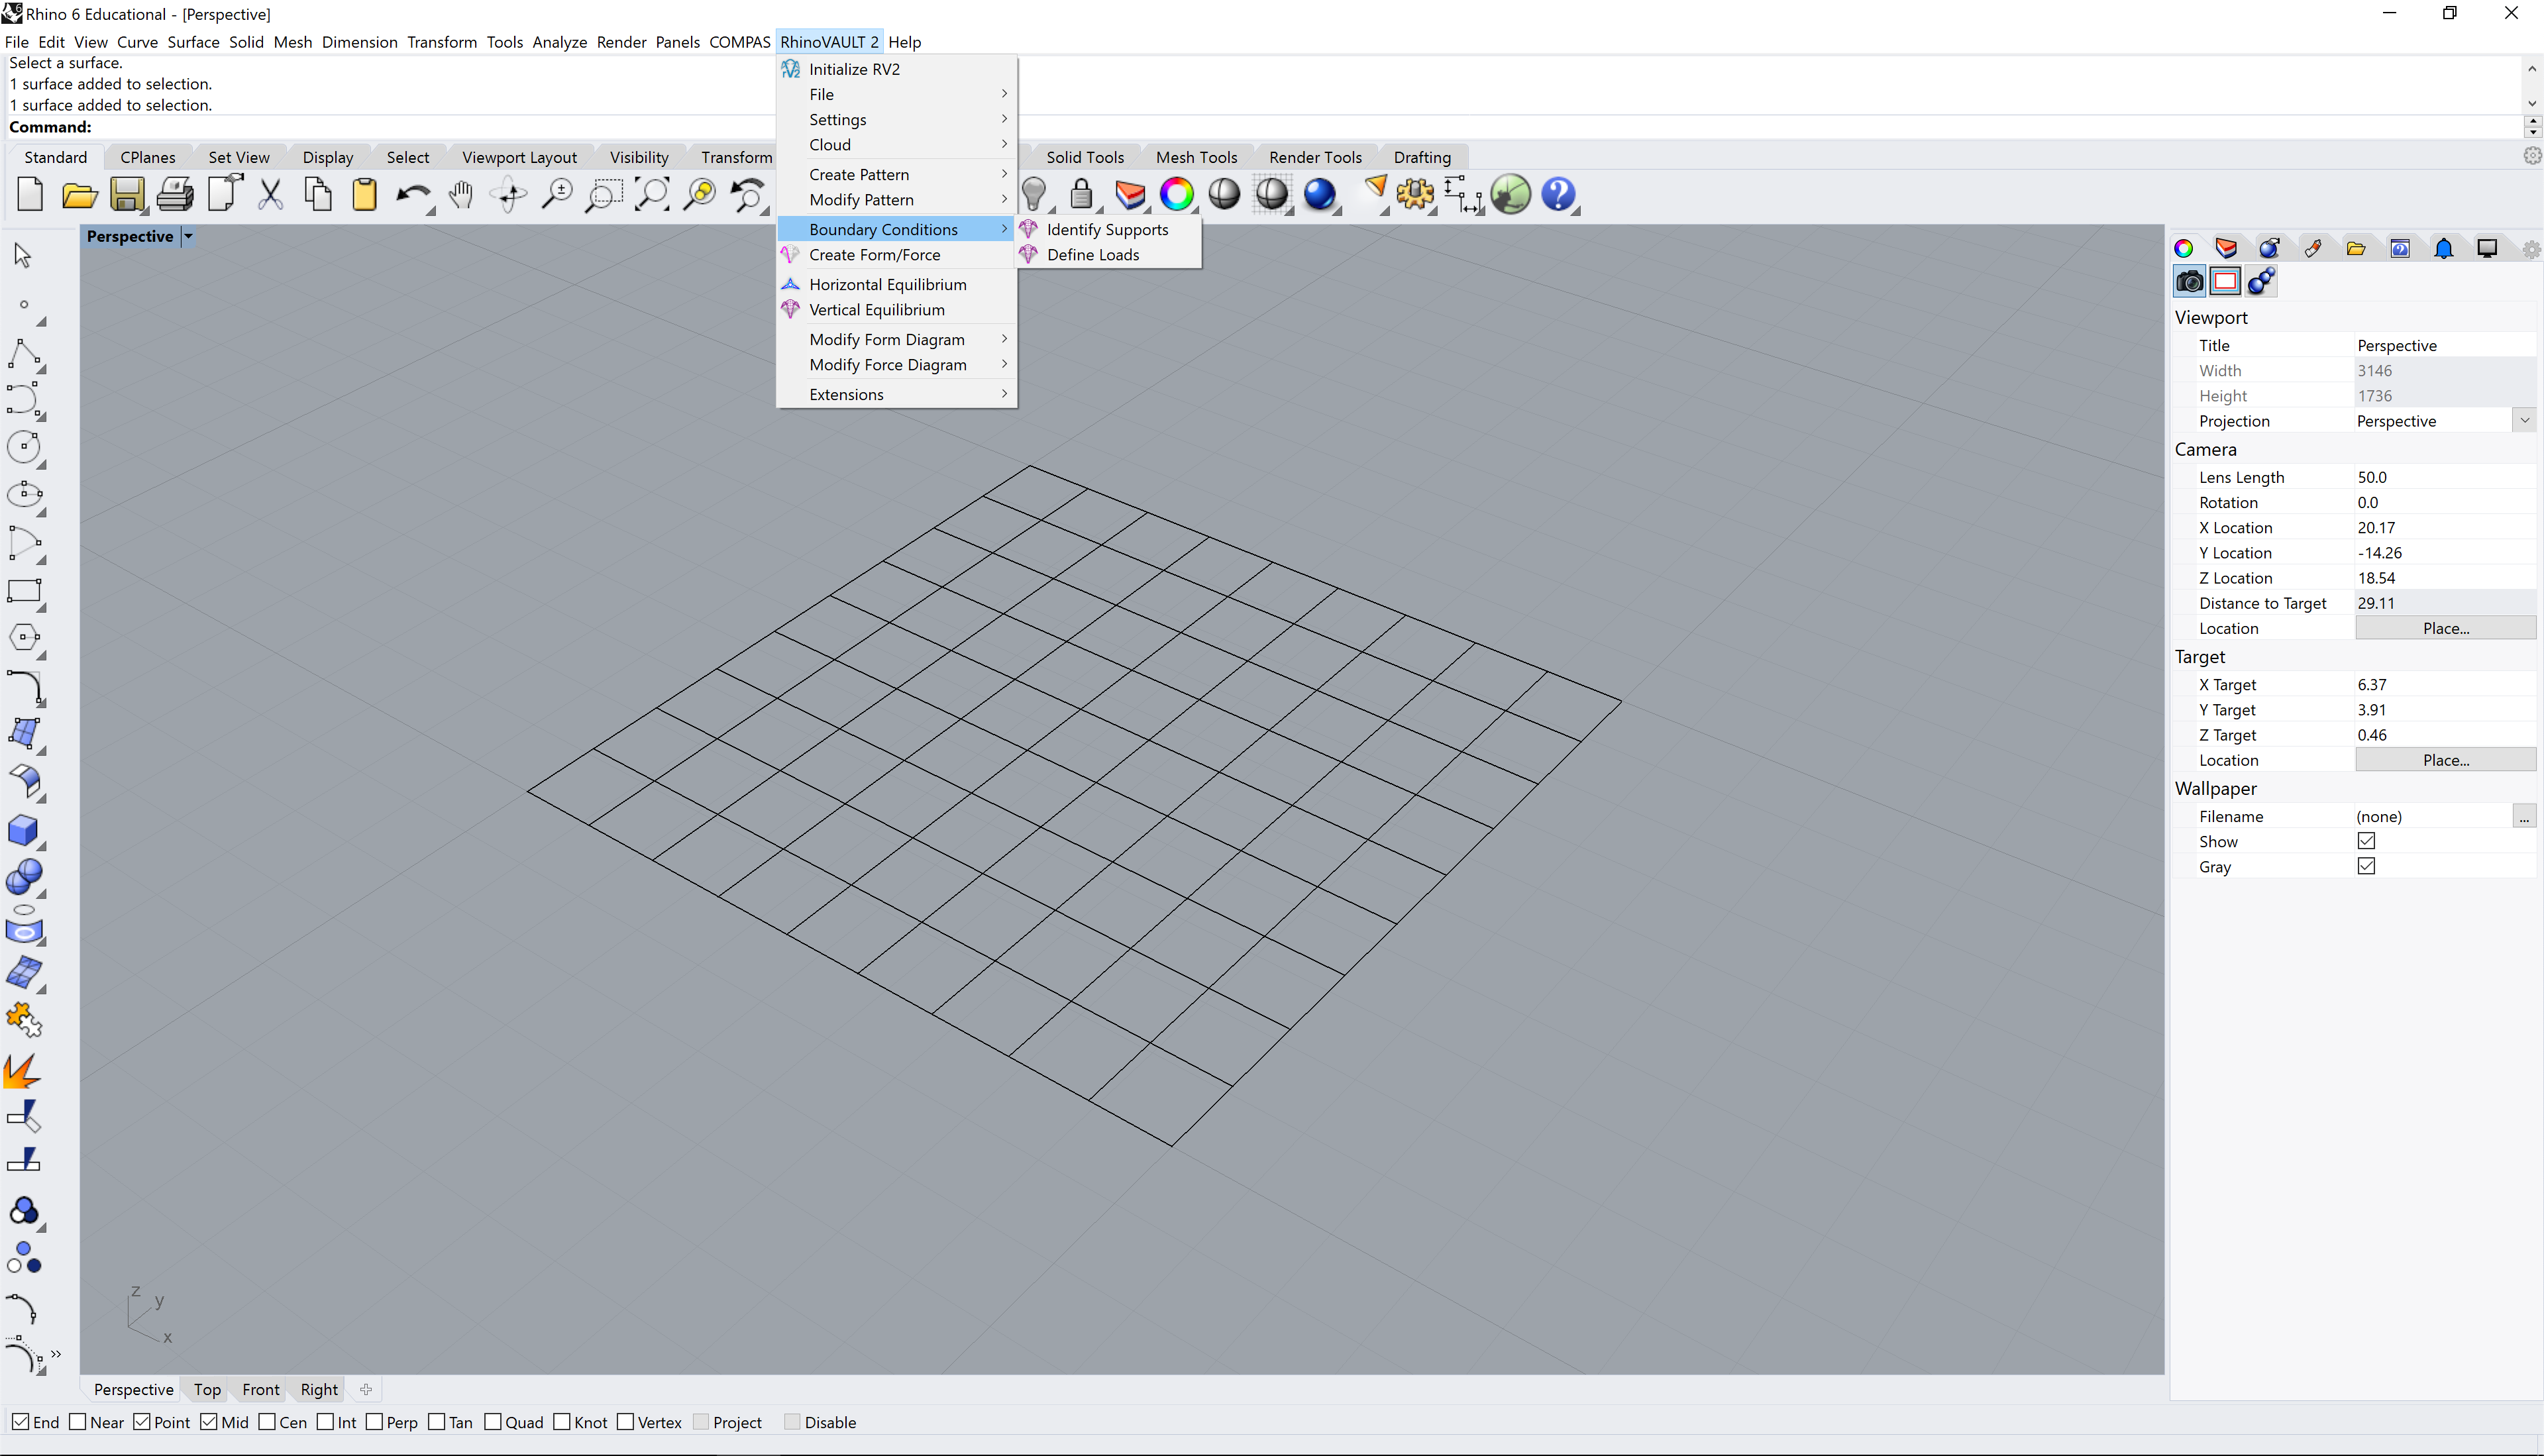 Rhino 6 Educational - [Perspective]
File Edit View Curve Surface Solid Mesh Dimension Transform Tools Analyze Render Panels COMPAS RhinoVAULT 2 Help
Select a surface.
1 surface added to selection.
1 surface added to selection.
Command:
Initialize RV2
File
Settings
Cloud
Create Pattern
Modify Pattern
Boundary Conditions
Create Form/Force
Horizontal Equilibrium
Vertical Equilibrium
Modify Form Diagram
Modify Force Diagram
Extensions
Identify Supports
Define Loads
Standard CPlanes Set View Display Select Viewport Layout Visibility Transform Solid Tools Mesh Tools Render Tools Drafting
Perspective
Viewport
Title Perspective
Width 3146
Height 1736
Projection Perspective
Camera
Lens Length 50.0
Rotation 0.0
X Location 20.17
Y Location -14.26
Z Location 18.54
Distance to Target 29.11
Location Place...
Target
X Target 6.37
Y Target 3.91
Z Target 0.46
Location Place...
Wallpaper
Filename (none) ...
Show
Gray
z
y
x
Perspective Top Front Right
End Near Point Mid Cen Int Perp Tan Quad Knot Vertex Project Disable